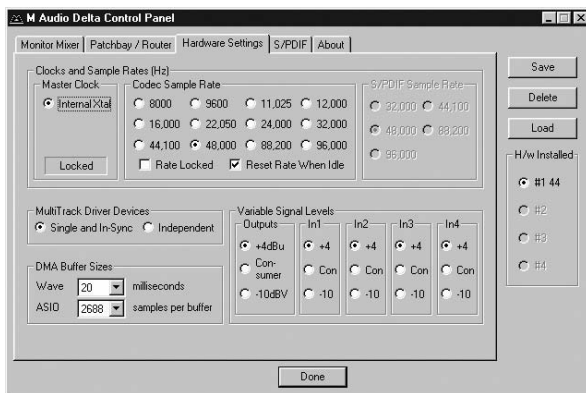 M Audio Delta Control Panel
Monitor Mixer Patchbay / Router Hardware Settings S/PDIF About
Clocks and Sample Rates (Hz)
Master Clock
Internal Xtal
Locked
Codec Sample Rate
8000 9600 11,025 12,000
16,000 22,050 24,000 32,000
44,100 48,000 88,200 96,000
Rate Locked Reset Rate When Idle
S/PDIF Sample Rate
32,000 44,100
48,000 88,200
96,000
MultiTrack Driver Devices
Single and In-Sync Independent
DMA Buffer Sizes
Wave 20 milliseconds
ASIO 2688 samples per buffer
Variable Signal Levels
Outputs In1 In2 In3 In4
+4dBu +4 +4 +4 +4
Con-
sumer Con Con Con Con
-10dBV -10 -10 -10 -10
Save
Delete
Load
H/w Installed
#1 44
#2
#3
#4
Done